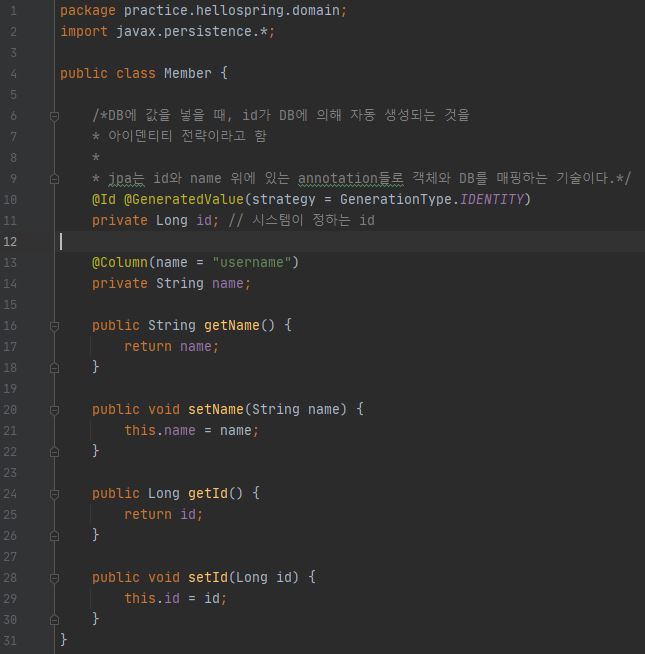 1 package practice.hellospring.domain;
2 import javax.persistence.*;
3
4 public class Member {
5
6 /*DB에 값을 넣을 때, id가 DB에 의해 자동 생성되는 것을
7 * 아이덴티티 전략이라고 함
8 *
9 * jpa는 id와 name 위에 있는 annotation들로 객체와 DB를 매핑하는 기술이다.*/
10 @Id @GeneratedValue(strategy = GenerationType.IDENTITY)
11 private Long id; // 시스템이 정하는 id
12
13 @Column(name = "username")
14 private String name;
15
16 public String getName() {
17 return name;
18 }
19
20 public void setName(String name) {
21 this.name = name;
22 }
23
24 public Long getId() {
25 return id;
26 }
27
28 public void setId(Long id) {
29 this.id = id;
30 }
31 }